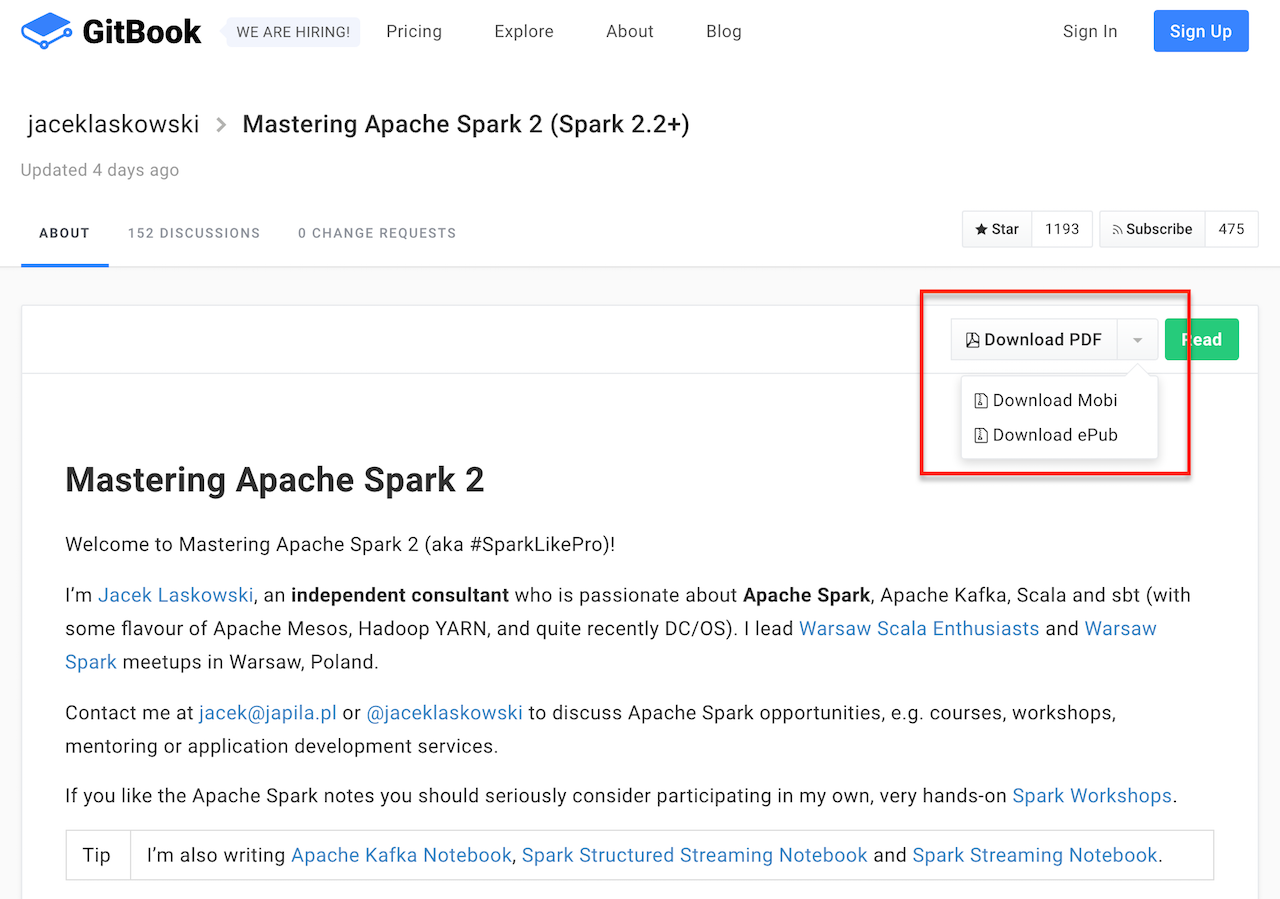 GitBook WE ARE HIRING! Pricing Explore About Blog Sign In Sign Up
jaceklaskowski > Mastering Apache Spark 2 (Spark 2.2+)
Updated 4 days ago
ABOUT 152 DISCUSSIONS 0 CHANGE REQUESTS Star 1193 Subscribe 475
Download PDF Read
Download Mobi
Download ePub
Mastering Apache Spark 2
Welcome to Mastering Apache Spark 2 (aka #SparkLikePro)!
I’m Jacek Laskowski, an independent consultant who is passionate about Apache Spark, Apache Kafka, Scala and sbt (with
some flavour of Apache Mesos, Hadoop YARN, and quite recently DC/OS). I lead Warsaw Scala Enthusiasts and Warsaw
Spark meetups in Warsaw, Poland.
Contact me at jacek@japila.pl or @jaceklaskowski to discuss Apache Spark opportunities, e.g. courses, workshops,
mentoring or application development services.
If you like the Apache Spark notes you should seriously consider participating in my own, very hands-on Spark Workshops.
Tip I’m also writing Apache Kafka Notebook, Spark Structured Streaming Notebook and Spark Streaming Notebook.